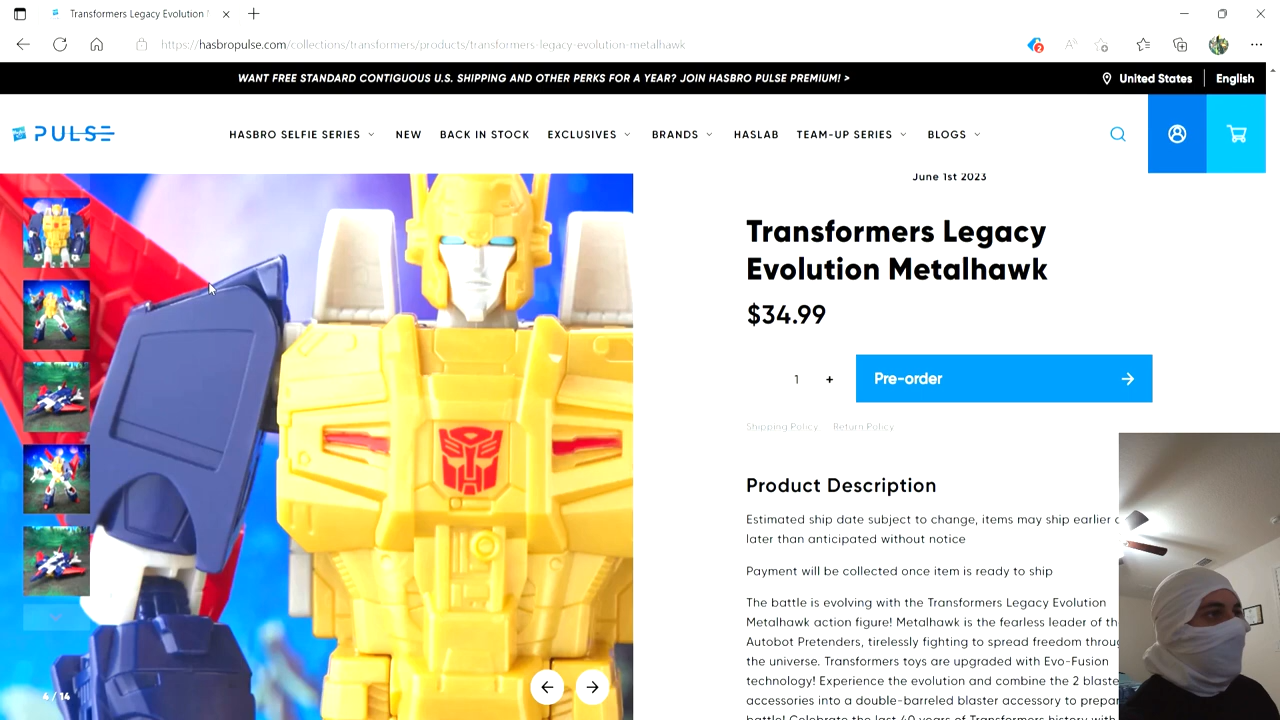 Transformers Legacy Evolution
https://hasbropulse.com/collections/transformers/products/transformers-legacy-evolution-metalhawk
2
WANT FREE STANDARD CONTIGUOUS U.S. SHIPPING AND OTHER PERKS FOR A YEAR? JOIN HASBRO PULSE PREMIUM! >
United States
English
PULSE
HASBRO SELFIE SERIES
NEW
BACK IN STOCK
EXCLUSIVES
BRANDS
HASLAB
TEAM-UP SERIES
BLOGS
June 1st 2023
Transformers Legacy
Evolution Metalhawk
$34.99
1 +
Pre-order
Shipping Policy Return Policy
Product Description
Estimated ship date subject to change, items may ship earlier
later than anticipated without notice
Payment will be collected once item is ready to ship
The battle is evolving with the Transformers Legacy Evolution
Metalhawk action figure! Metalhawk is the fearless leader of
Autobot Pretenders, tirelessly fighting to spread freedom
the universe. Transformers toys are upgraded with Evo-Fusion
technology! Experience the evolution and combine the 2
accessories into a double-barreled blaster accessory to
battle! Celebrate the last 40 years of Transformers history with
4 / 14